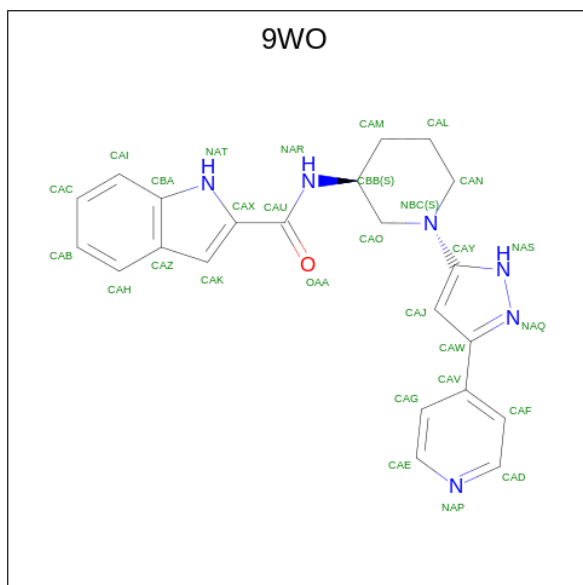 9WO
CAM
CAL
NAR
NAT
CAI
H
H
N
CBA
N
CBB(S)
CAN
CAC
CAX
CAU
NBC(S)
N
CAO
CAB
CAZ
CAY
NAS
H
N
CAH
CAK
O
OAA
CAJ
N
NAQ
CAW
CAV
CAG
CAF
CAE
CAD
N
NAP